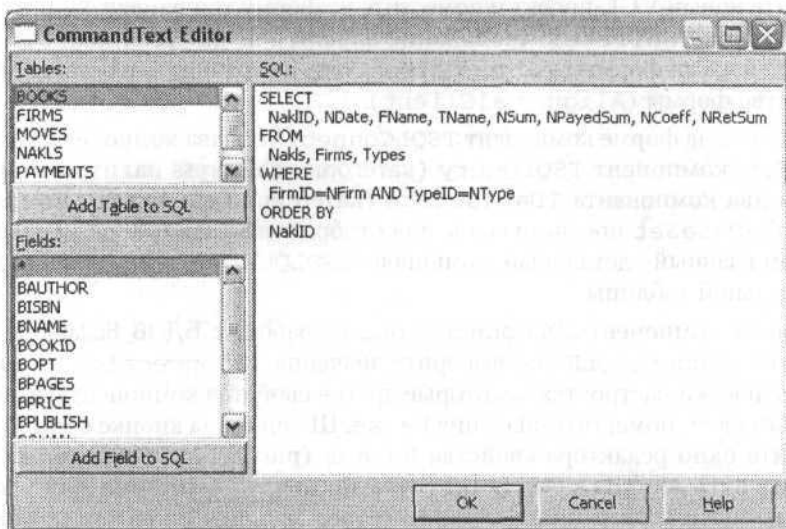 CommandText Editor
Tables:
BOOKS
FIRMS
MOVES
NAKLS
PAYMENTS
Add Table to SQL
Fields:
*
BAUTHOR
BISBN
BNAME
BOOKID
BOPT
BPAGES
BPRICE
BPUBLISH
Add Field to SQL
SQL:
SELECT
NaklID, NDate, FName, TName, NSum, NPayedSum, NCoeff, NRetSum
FROM
Nakls, Firms, Types
WHERE
FirmID=NFirm AND TypeID=NType
ORDER BY
NaklID
OK
Cancel
Help